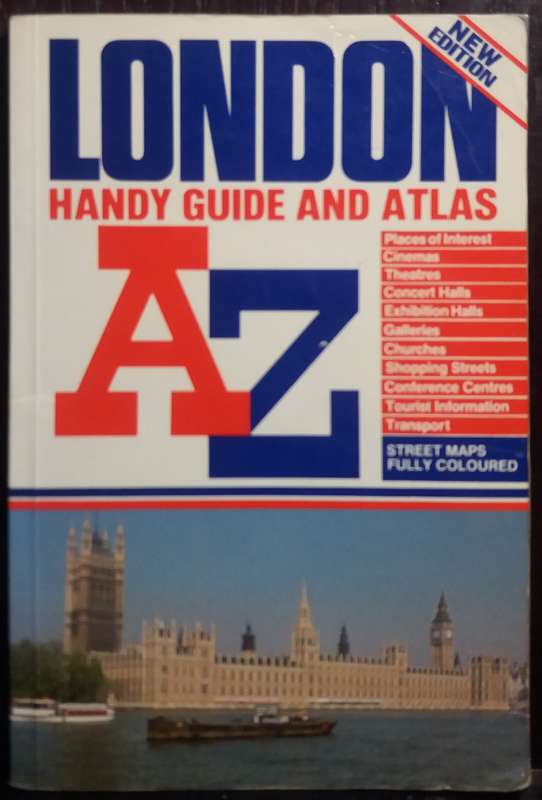 LONDON
NEW
EDITION
HANDY GUIDE AND ATLAS
AZ
Places of Interest
Cinemas
Theatres
Concert Halls
Exhibition Halls
Galleries
Churches
Shopping Streets
Conference Centres
Tourist Information
Transport
STREET MAPS
FULLY COLOURED